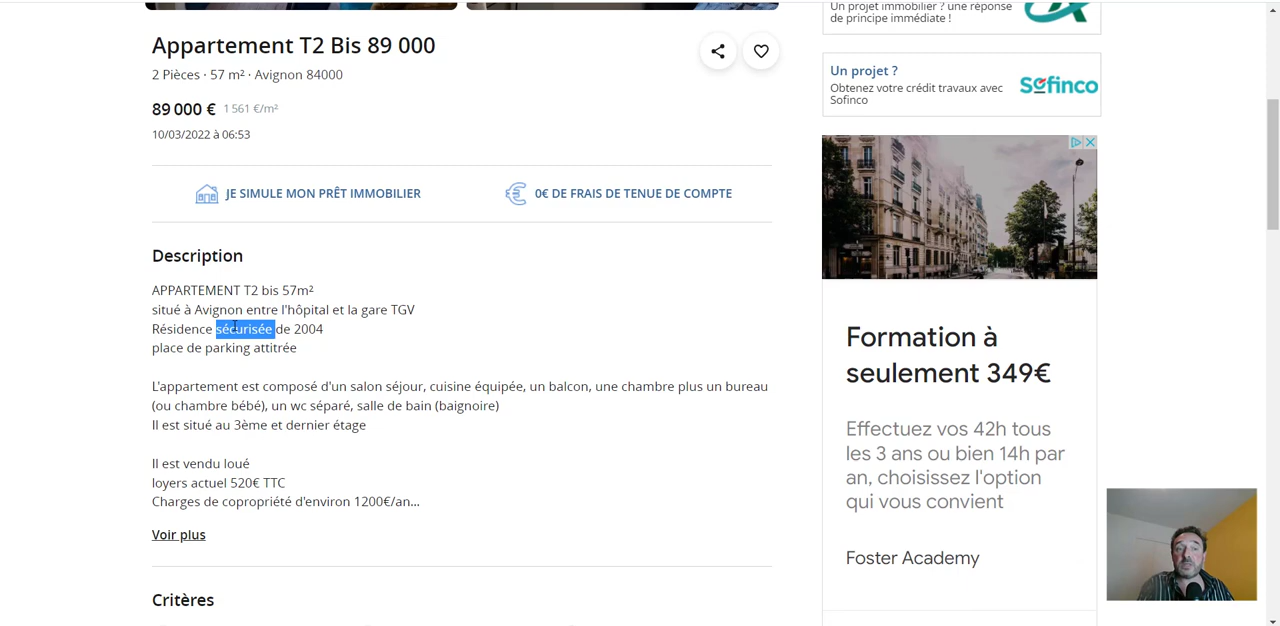 Appartement T2 Bis 89 000
2 Pièces · 57 m² · Avignon 84000
89 000 € 1 561 €/m²
10/03/2022 à 06:53
JE SIMULE MON PRÊT IMMOBILIER
0€ DE FRAIS DE TENUE DE COMPTE
Description
APPARTEMENT T2 bis 57m²
situé à Avignon entre l'hôpital et la gare TGV
Résidence sécurisée de 2004
place de parking attitrée
L'appartement est composé d'un salon séjour, cuisine équipée, un balcon, une chambre plus un bureau
(ou chambre bébé), un wc séparé, salle de bain (baignoire)
Il est situé au 3ème et dernier étage
Il est vendu loué
loyers actuel 520€ TTC
Charges de copropriété d'environ 1200€/an...
Voir plus
Critères
Un projet immobilier ? une réponse
de principe immédiate !
Un projet ?
Obtenez votre crédit travaux avec
Sofinco
Sofinco
Formation à
seulement 349€
Effectuez vos 42h tous
les 3 ans ou bien 14h par
an, choisissez l'option
qui vous convient
Foster Academy